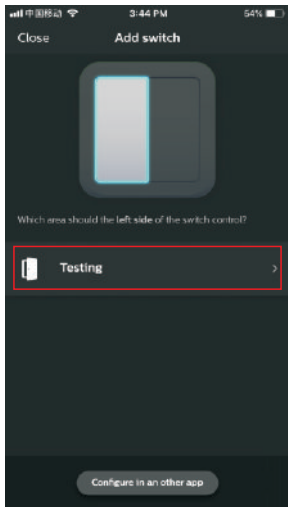 中国移动 3:44 PM 54%
Close Add switch
Which area should the left side of the switch control?
Testing
Configure in an other app